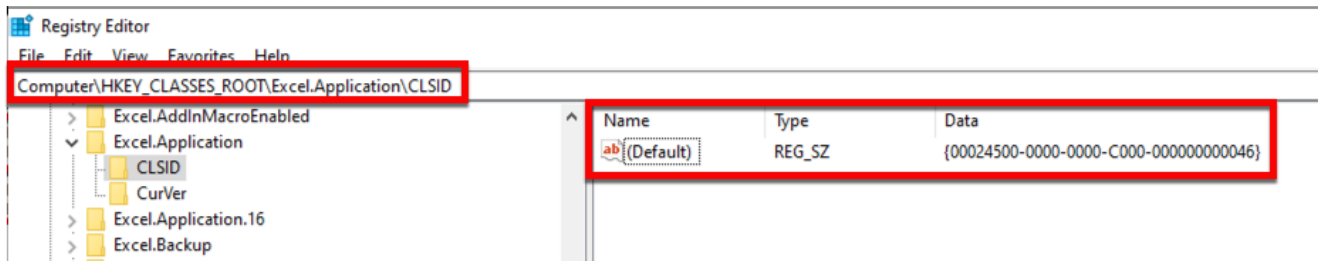 Registry Editor
File Edit View Favorites Help
Computer\HKEY_CLASSES_ROOT\Excel.Application\CLSID
Excel.AddInMacroEnabled
Excel.Application
CLSID
CurVer
Excel.Application.16
Excel.Backup
Name Type Data
ab (Default) REG_SZ {00024500-0000-0000-C000-000000000046}